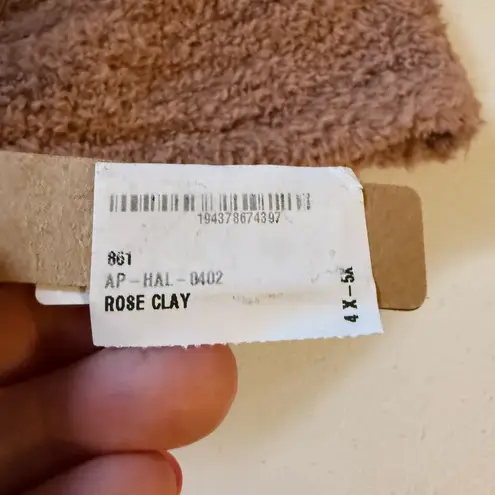 194378674397
861
AP-HAL-0402
ROSE CLAY
4X-5X